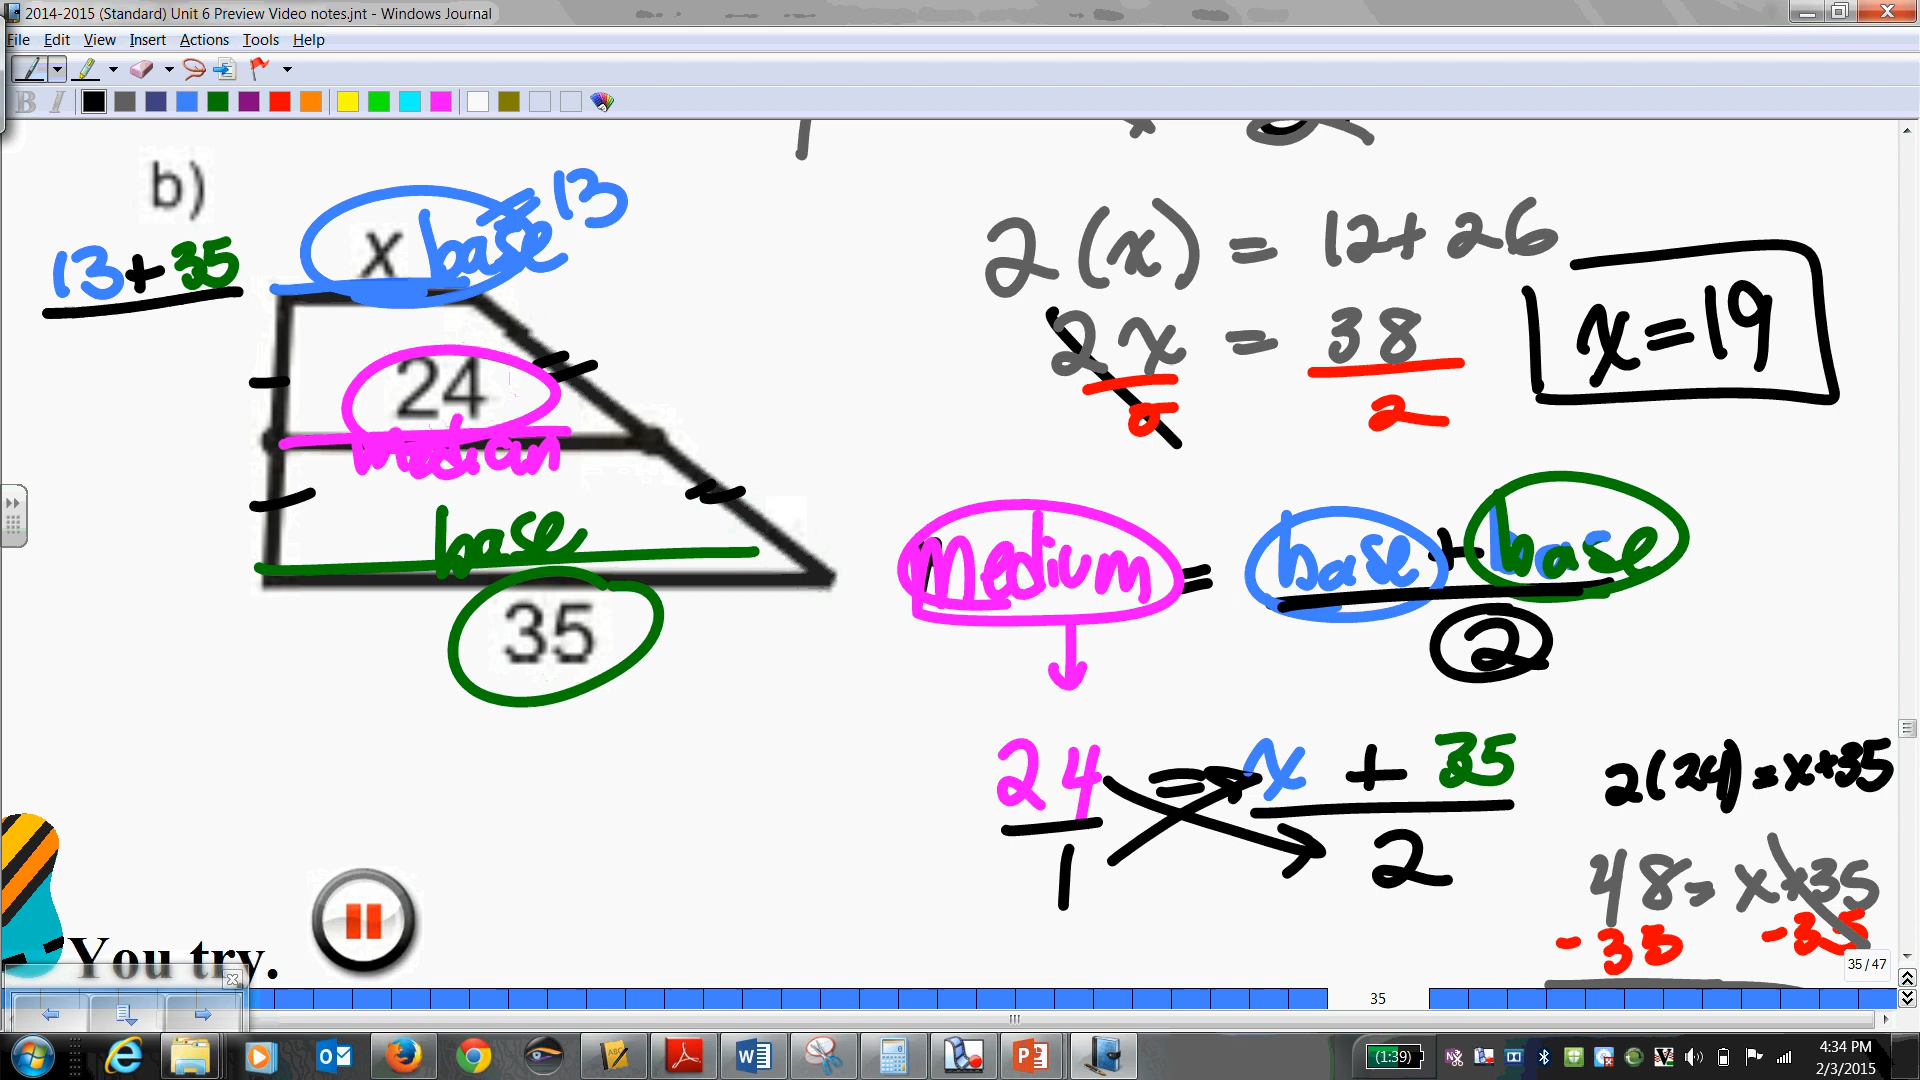 2014-2015 (Standard) Unit 6 Preview Video notes.jnt - Windows Journal
File Edit View Insert Actions Tools Help
B I
b)
x base = 13
13 + 35
24
median
base
35
2(x) = 12 + 26
2x = 38
2 2
x = 19
medium = base + base
2
24 = x + 35
1 2
2(24) = x + 35
48 = x + 35
-35 -35
You try.
35 / 47
35
(1:39)
4:34 PM
2/3/2015